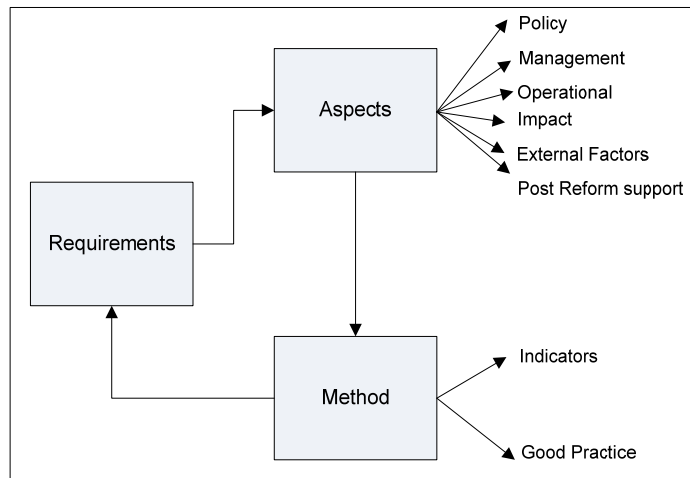 Policy
Management
Aspects
Operational
Impact
External Factors
Post Reform support
Requirements
Indicators
Method
Good Practice